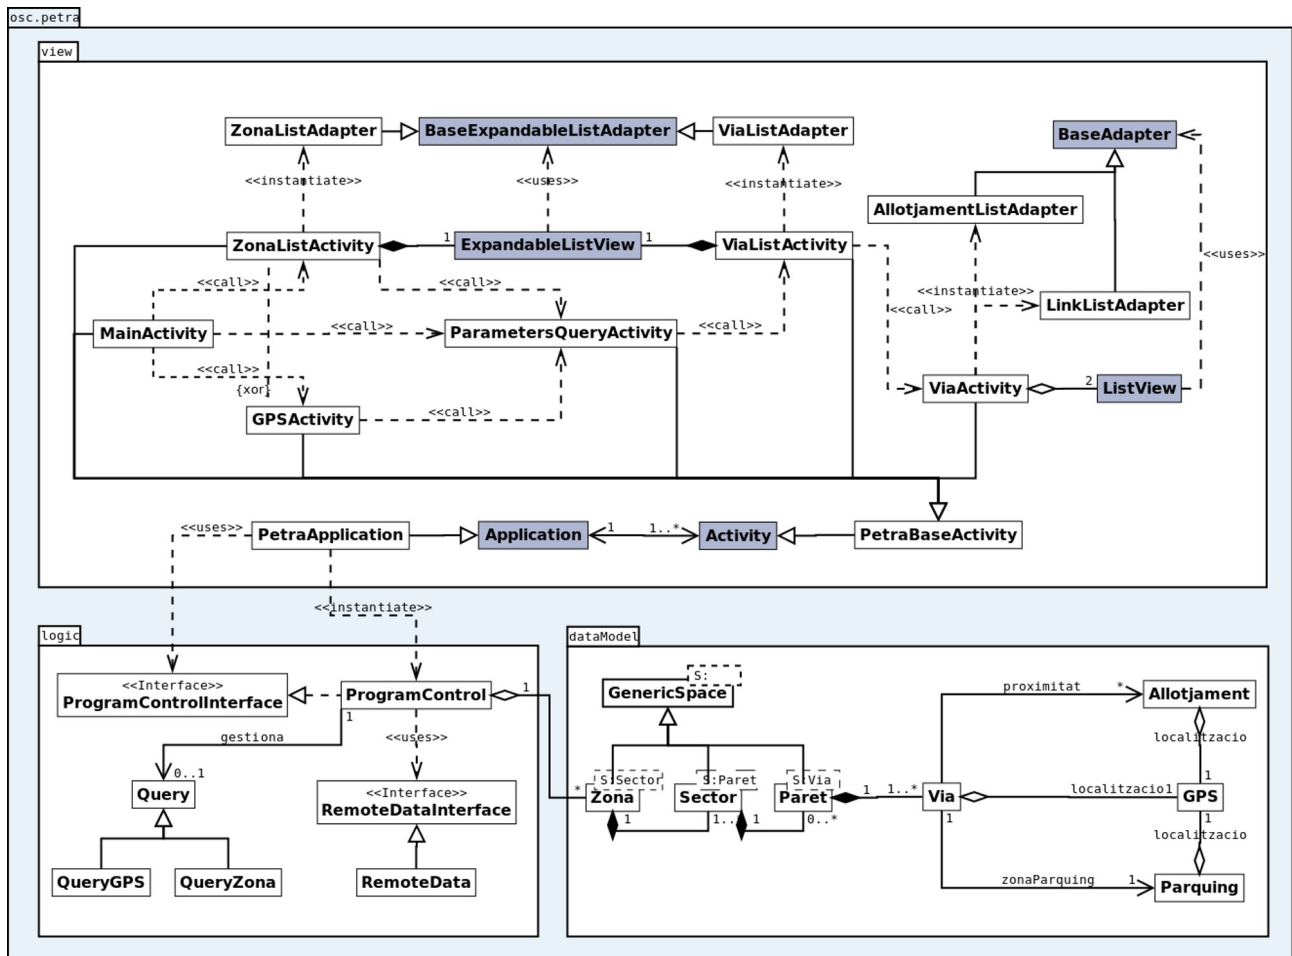 osc.petra
view
ZonaListAdapter
BaseExpandableListAdapter
ViaListAdapter
BaseAdapter
<<instantiate>>
<<uses>>
<<instantiate>>
AllotjamentListAdapter
ZonaListActivity
1
ExpandableListView
1
ViaListActivity
<<uses>>
<<call>>
<<call>>
<<instantiate>>
LinkListAdapter
<<call>>
MainActivity
<<call>>
ParametersQueryActivity
<<call>>
<<call>>
{xor}
ViaActivity
2
ListView
GPSActivity
<<call>>
<<uses>>
PetraApplication
Application
1
1..*
Activity
PetraBaseActivity
<<instantiate>>
logic
dataModel
<<Interface>>
ProgramControlInterface
ProgramControl
1
1
gestiona
<<uses>>
0..1
Query
<<Interface>>
RemoteDataInterface
QueryGPS
QueryZona
RemoteData
S:
GenericSpace
proximitat
*
Allotjament
localitzacio
S:Sector
S:Paret
S:Via
*
Zona
Sector
Paret
1
1..*
Via
localitzacio1
1
GPS
1
1..
1
0..*
1
1
localitzacio
zonaParquing
1
Parquing